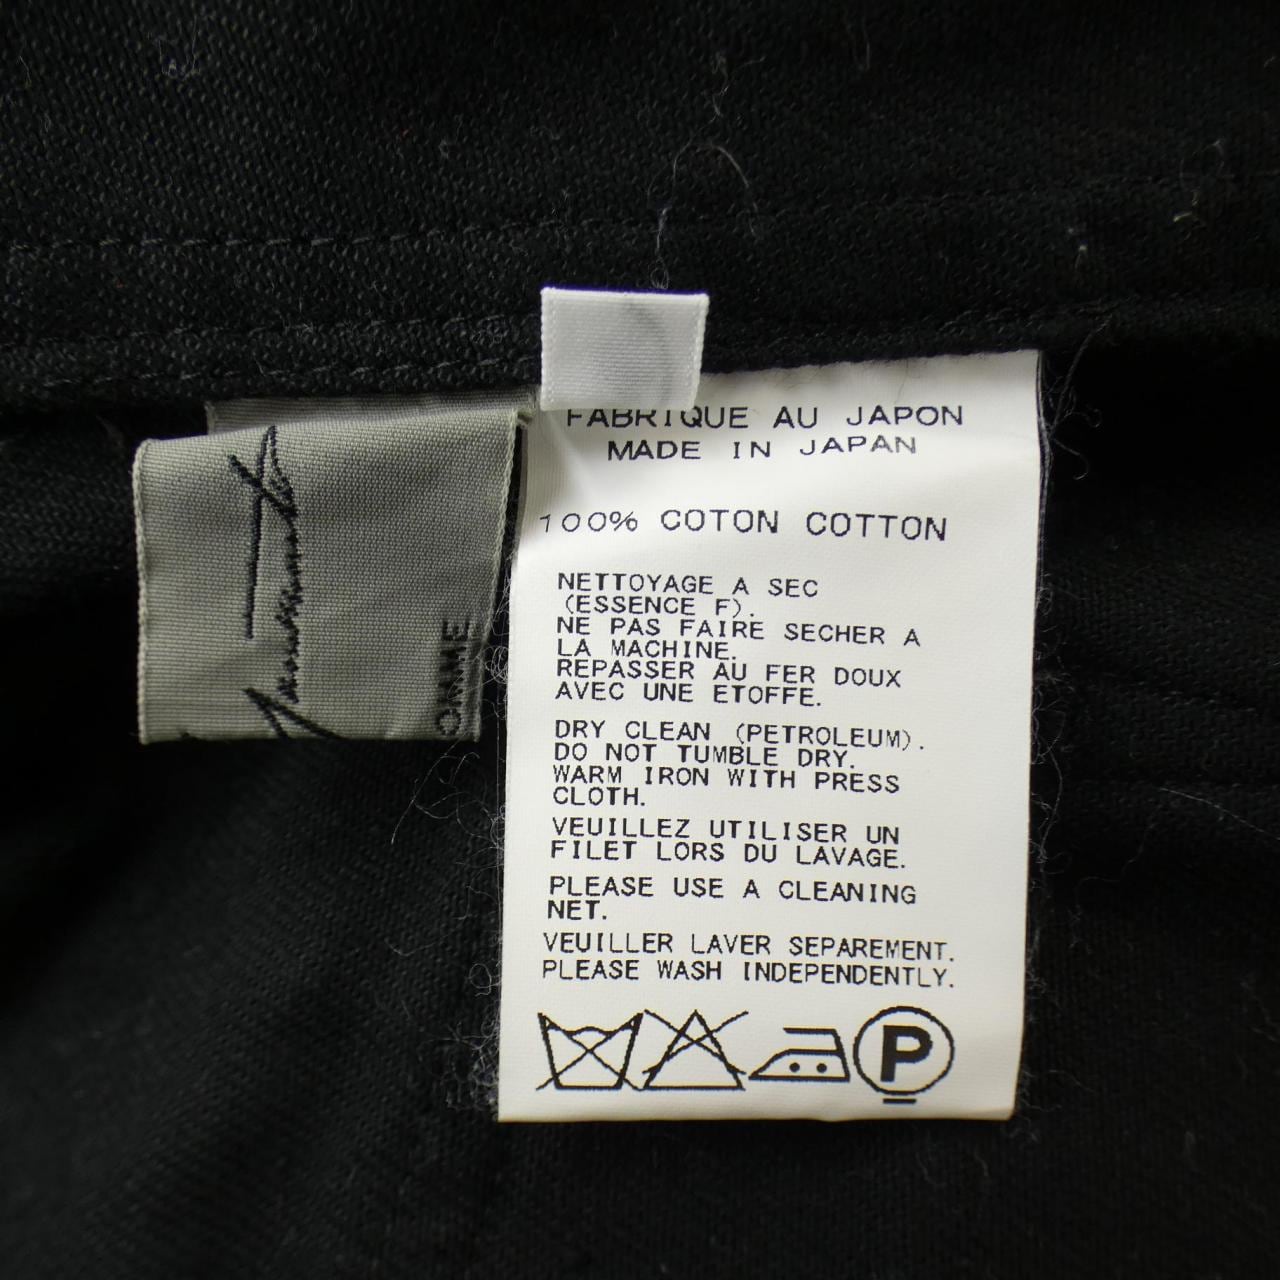 FABRIQUE AU JAPON
MADE IN JAPAN
100% COTON COTTON
NETTOYAGE A SEC
(ESSENCE F).
NE PAS FAIRE SECHER A
LA MACHINE.
REPASSER AU FER DOUX
AVEC UNE ETOFFE.
DRY CLEAN (PETROLEUM).
DO NOT TUMBLE DRY.
WARM IRON WITH PRESS
CLOTH.
VEUILLEZ UTILISER UN
FILET LORS DU LAVAGE.
PLEASE USE A CLEANING
NET.
VEUILLER LAVER SEPAREMENT.
PLEASE WASH INDEPENDENTLY.
P
OMME